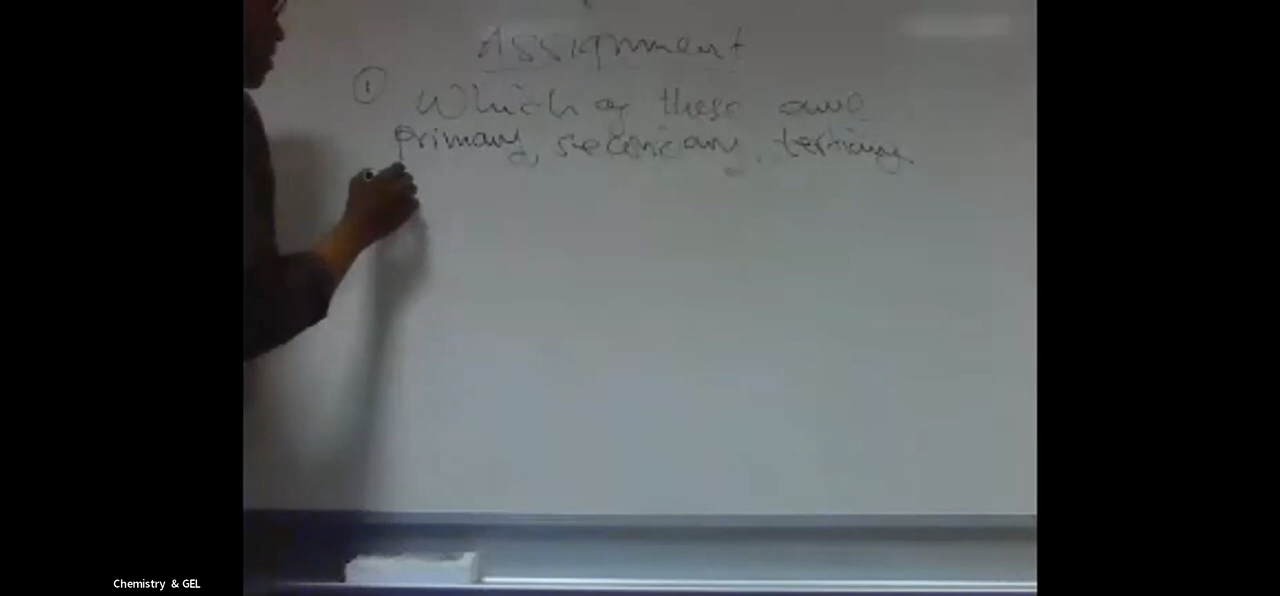 Assignment
① Which of these are
primary, secondary, tertiary
Chemistry & GEL